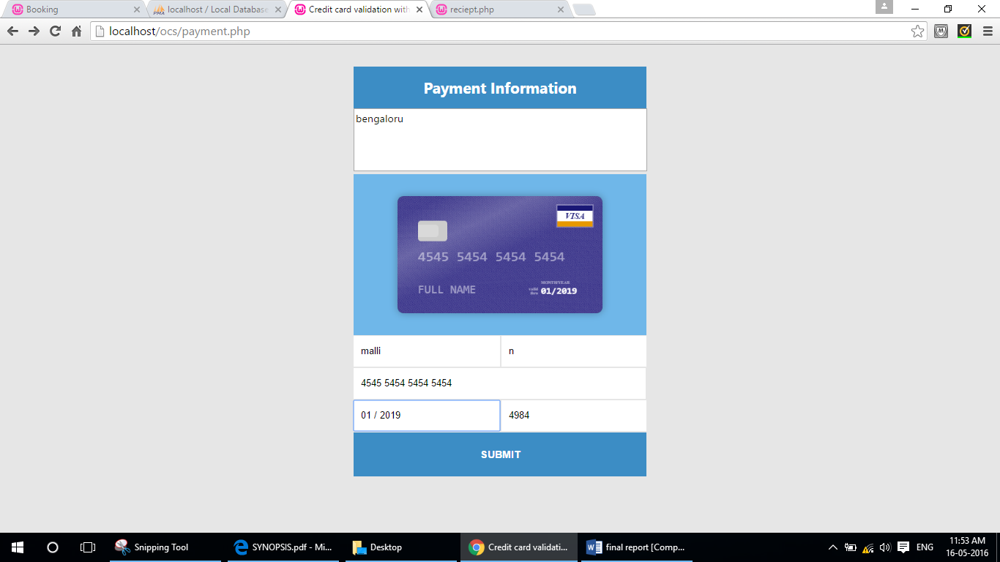 Booking
localhost / Local Database
Credit card validation with
reciept.php
localhost/ocs/payment.php
Payment Information
bengaloru
VISA
4545 5454 5454 5454
FULL NAME
MONTH/YEAR
valid
thru
01/2019
malli
n
4545 5454 5454 5454
01 / 2019
4984
SUBMIT
Snipping Tool
SYNOPSIS.pdf - Mi...
Desktop
Credit card validati...
final report [Comp...
ENG
11:53 AM
16-05-2016